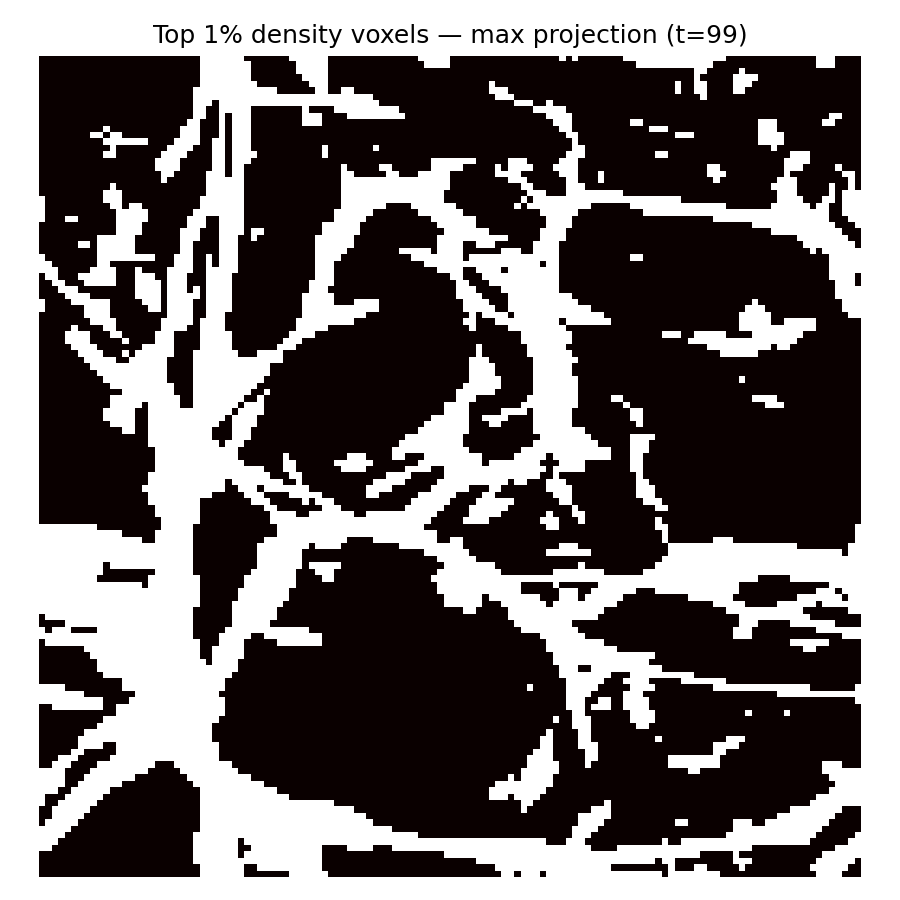 Top 1% density voxels — max projection (t=99)